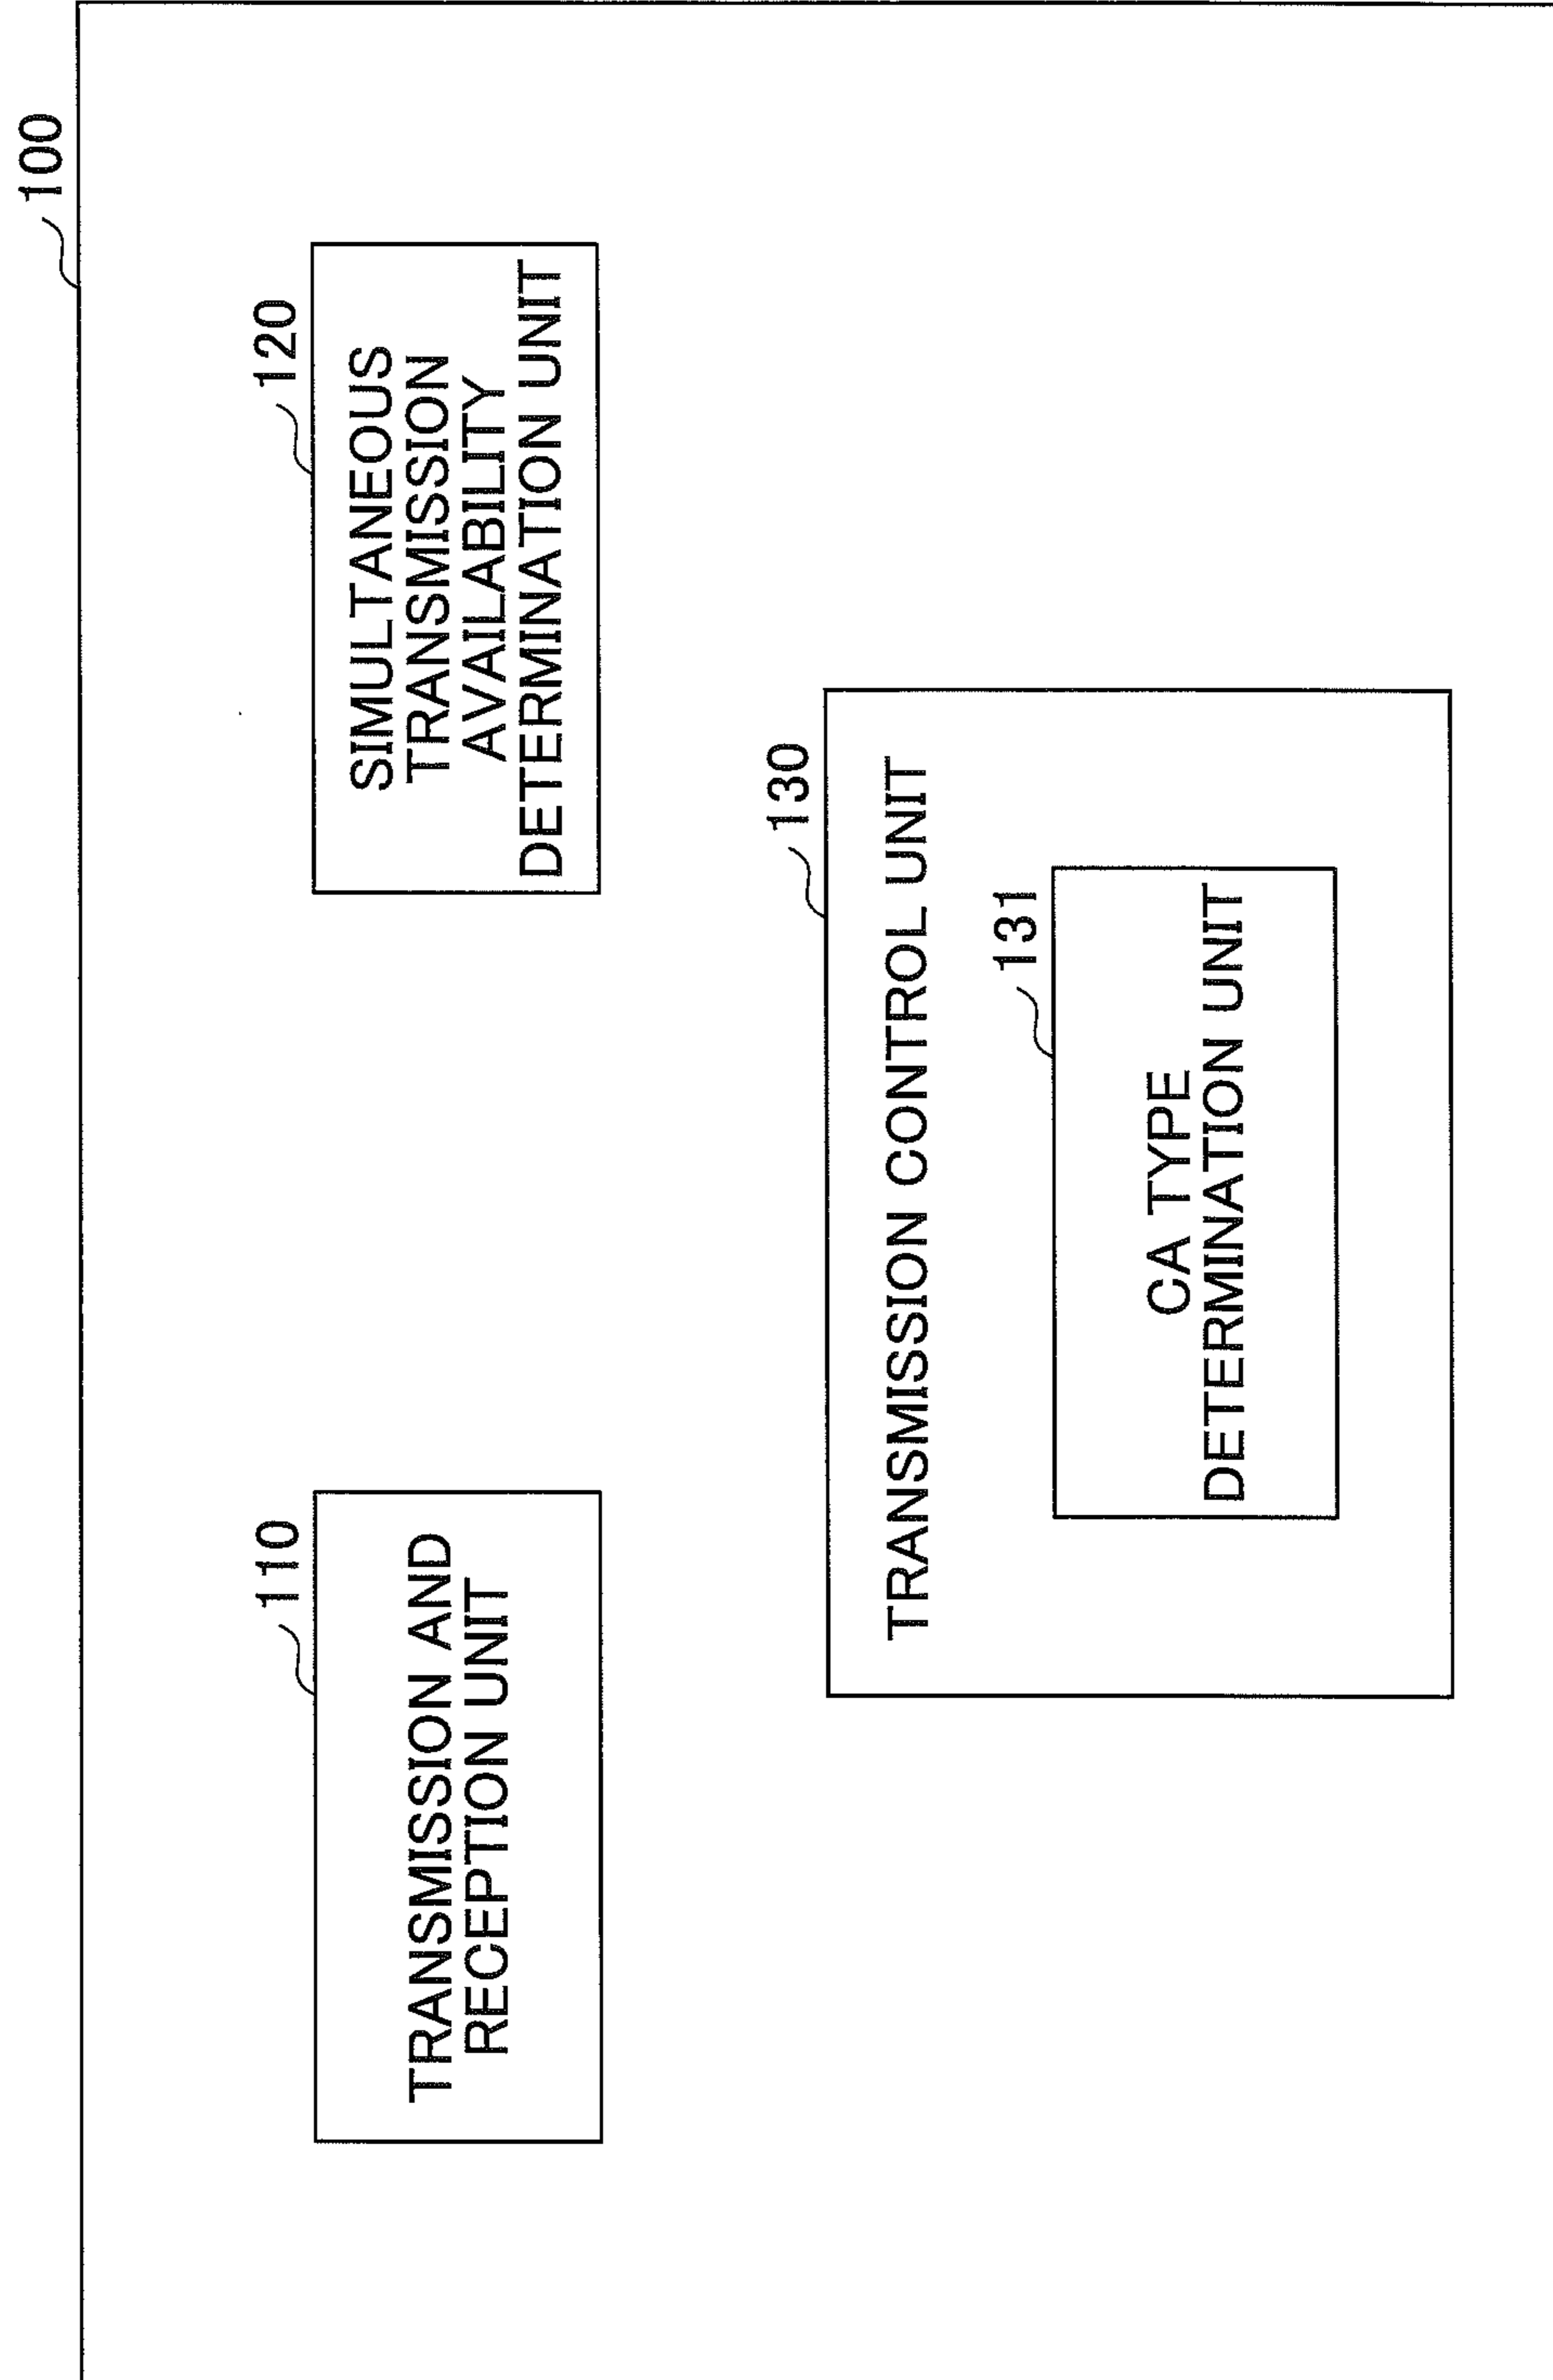 100
110
TRANSMISSION AND
RECEPTION UNIT
120
SIMULTANEOUS
TRANSMISSION
AVAILABILITY
DETERMINATION UNIT
130
TRANSMISSION CONTROL UNIT
131
CA TYPE
DETERMINATION UNIT